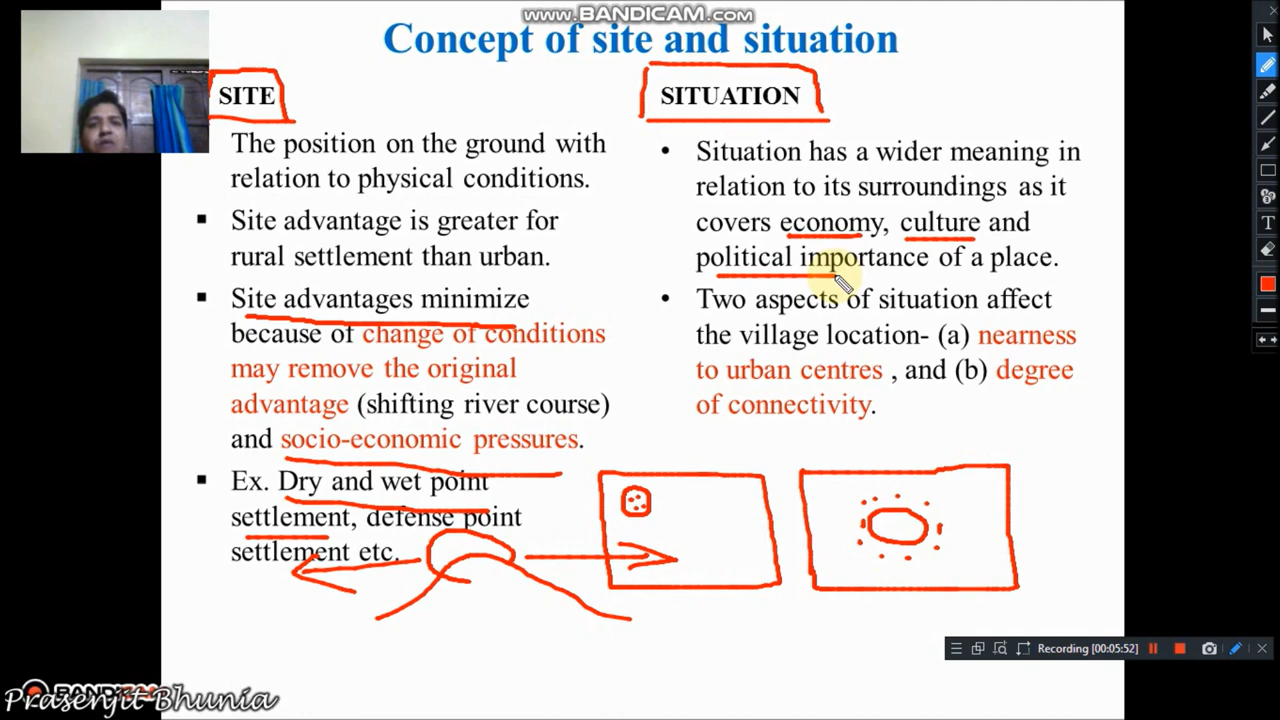 www.BANDICAM.com
Concept of site and situation
SITE
The position on the ground with
relation to physical conditions.
▪ Site advantage is greater for
rural settlement than urban.
▪ Site advantages minimize
because of change of conditions
may remove the original
advantage (shifting river course)
and socio-economic pressures.
▪ Ex. Dry and wet point
settlement, defense point
settlement etc.
SITUATION
• Situation has a wider meaning in
relation to its surroundings as it
covers economy, culture and
political importance of a place.
• Two aspects of situation affect
the village location- (a) nearness
to urban centres , and (b) degree
of connectivity.
Recording [00:05:52]
BANDICAM
Prasenjit Bhunia